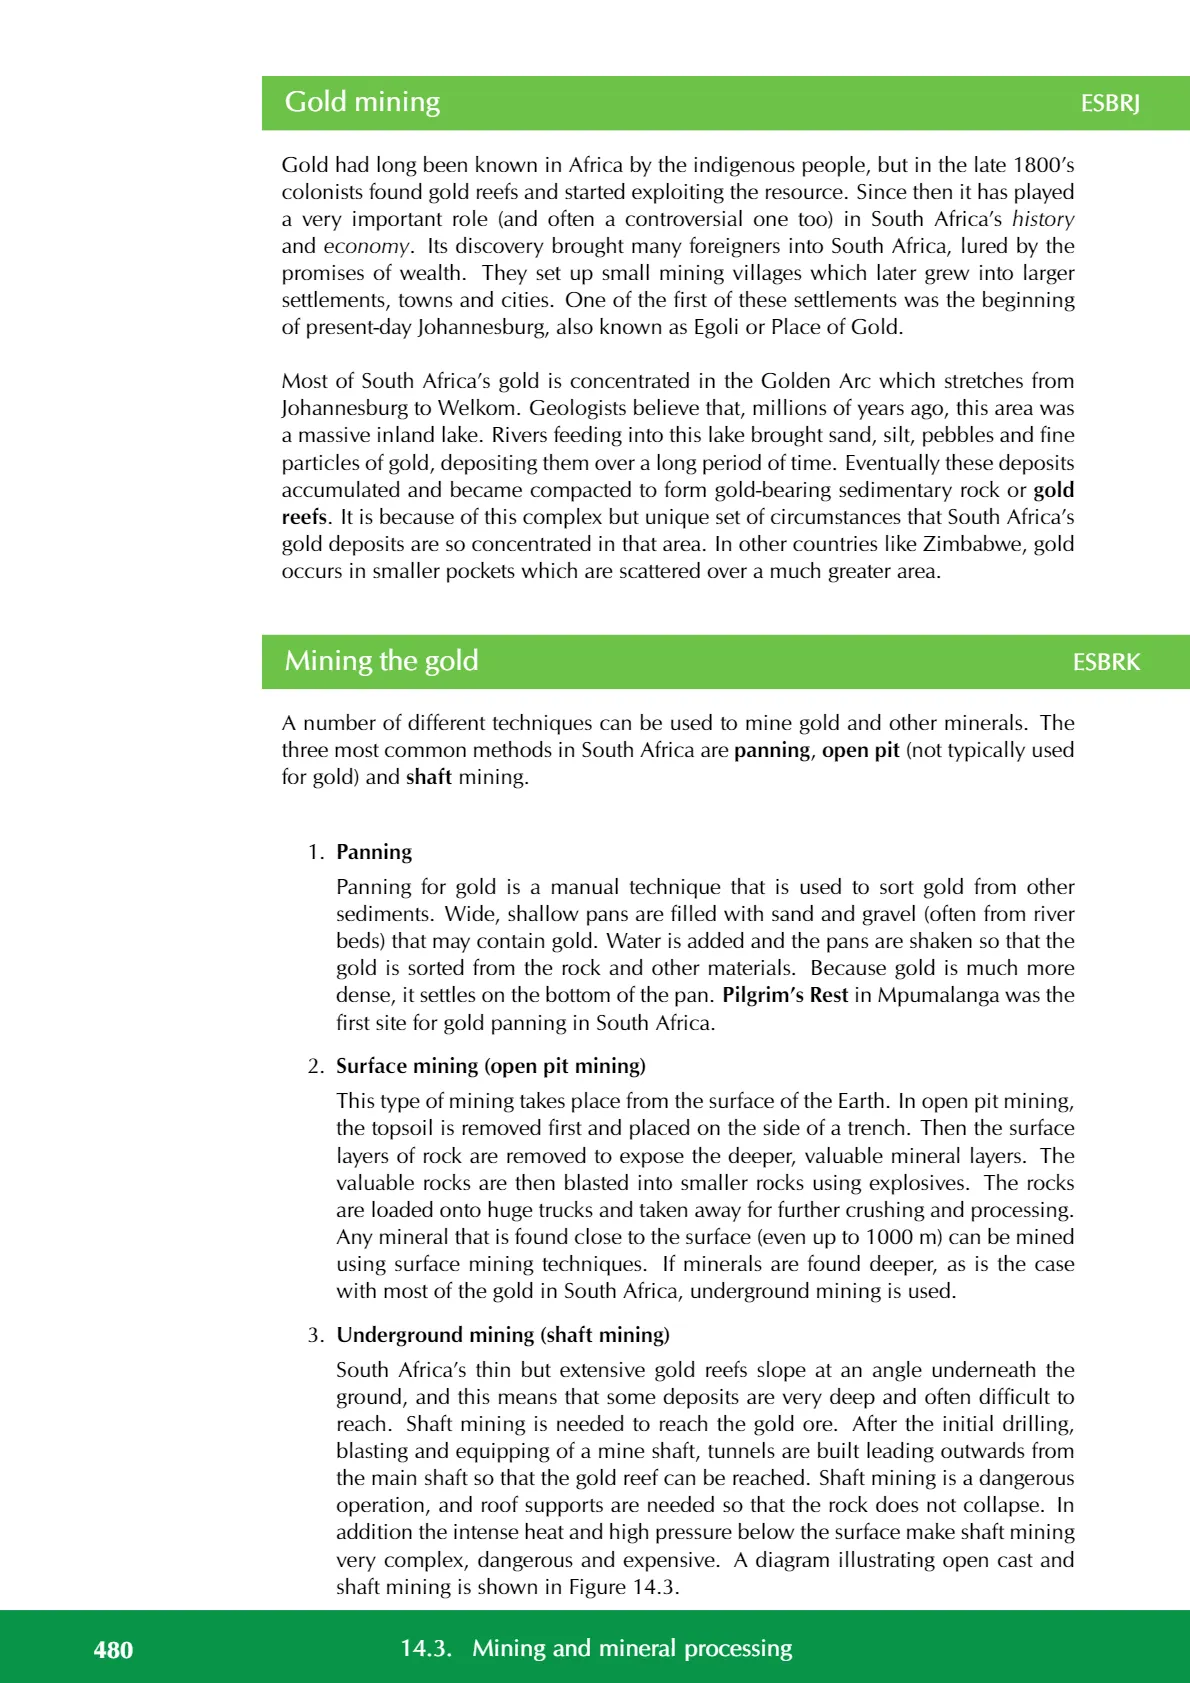 Gold mining ESBRJ
Gold had long been known in Africa by the indigenous people, but in the late 1800’s
colonists found gold reefs and started exploiting the resource. Since then it has played
a very important role (and often a controversial one too) in South Africa’s history
and economy. Its discovery brought many foreigners into South Africa, lured by the
promises of wealth. They set up small mining villages which later grew into larger
settlements, towns and cities. One of the first of these settlements was the beginning
of present-day Johannesburg, also known as Egoli or Place of Gold.
Most of South Africa’s gold is concentrated in the Golden Arc which stretches from
Johannesburg to Welkom. Geologists believe that, millions of years ago, this area was
a massive inland lake. Rivers feeding into this lake brought sand, silt, pebbles and fine
particles of gold, depositing them over a long period of time. Eventually these deposits
accumulated and became compacted to form gold-bearing sedimentary rock or gold
reefs. It is because of this complex but unique set of circumstances that South Africa’s
gold deposits are so concentrated in that area. In other countries like Zimbabwe, gold
occurs in smaller pockets which are scattered over a much greater area.
Mining the gold ESBRK
A number of different techniques can be used to mine gold and other minerals. The
three most common methods in South Africa are panning, open pit (not typically used
for gold) and shaft mining.
1. Panning
Panning for gold is a manual technique that is used to sort gold from other
sediments. Wide, shallow pans are filled with sand and gravel (often from river
beds) that may contain gold. Water is added and the pans are shaken so that the
gold is sorted from the rock and other materials. Because gold is much more
dense, it settles on the bottom of the pan. Pilgrim’s Rest in Mpumalanga was the
first site for gold panning in South Africa.
2. Surface mining (open pit mining)
This type of mining takes place from the surface of the Earth. In open pit mining,
the topsoil is removed first and placed on the side of a trench. Then the surface
layers of rock are removed to expose the deeper, valuable mineral layers. The
valuable rocks are then blasted into smaller rocks using explosives. The rocks
are loaded onto huge trucks and taken away for further crushing and processing.
Any mineral that is found close to the surface (even up to 1000 m) can be mined
using surface mining techniques. If minerals are found deeper, as is the case
with most of the gold in South Africa, underground mining is used.
3. Underground mining (shaft mining)
South Africa’s thin but extensive gold reefs slope at an angle underneath the
ground, and this means that some deposits are very deep and often difficult to
reach. Shaft mining is needed to reach the gold ore. After the initial drilling,
blasting and equipping of a mine shaft, tunnels are built leading outwards from
the main shaft so that the gold reef can be reached. Shaft mining is a dangerous
operation, and roof supports are needed so that the rock does not collapse. In
addition the intense heat and high pressure below the surface make shaft mining
very complex, dangerous and expensive. A diagram illustrating open cast and
shaft mining is shown in Figure 14.3.
480 14.3. Mining and mineral processing